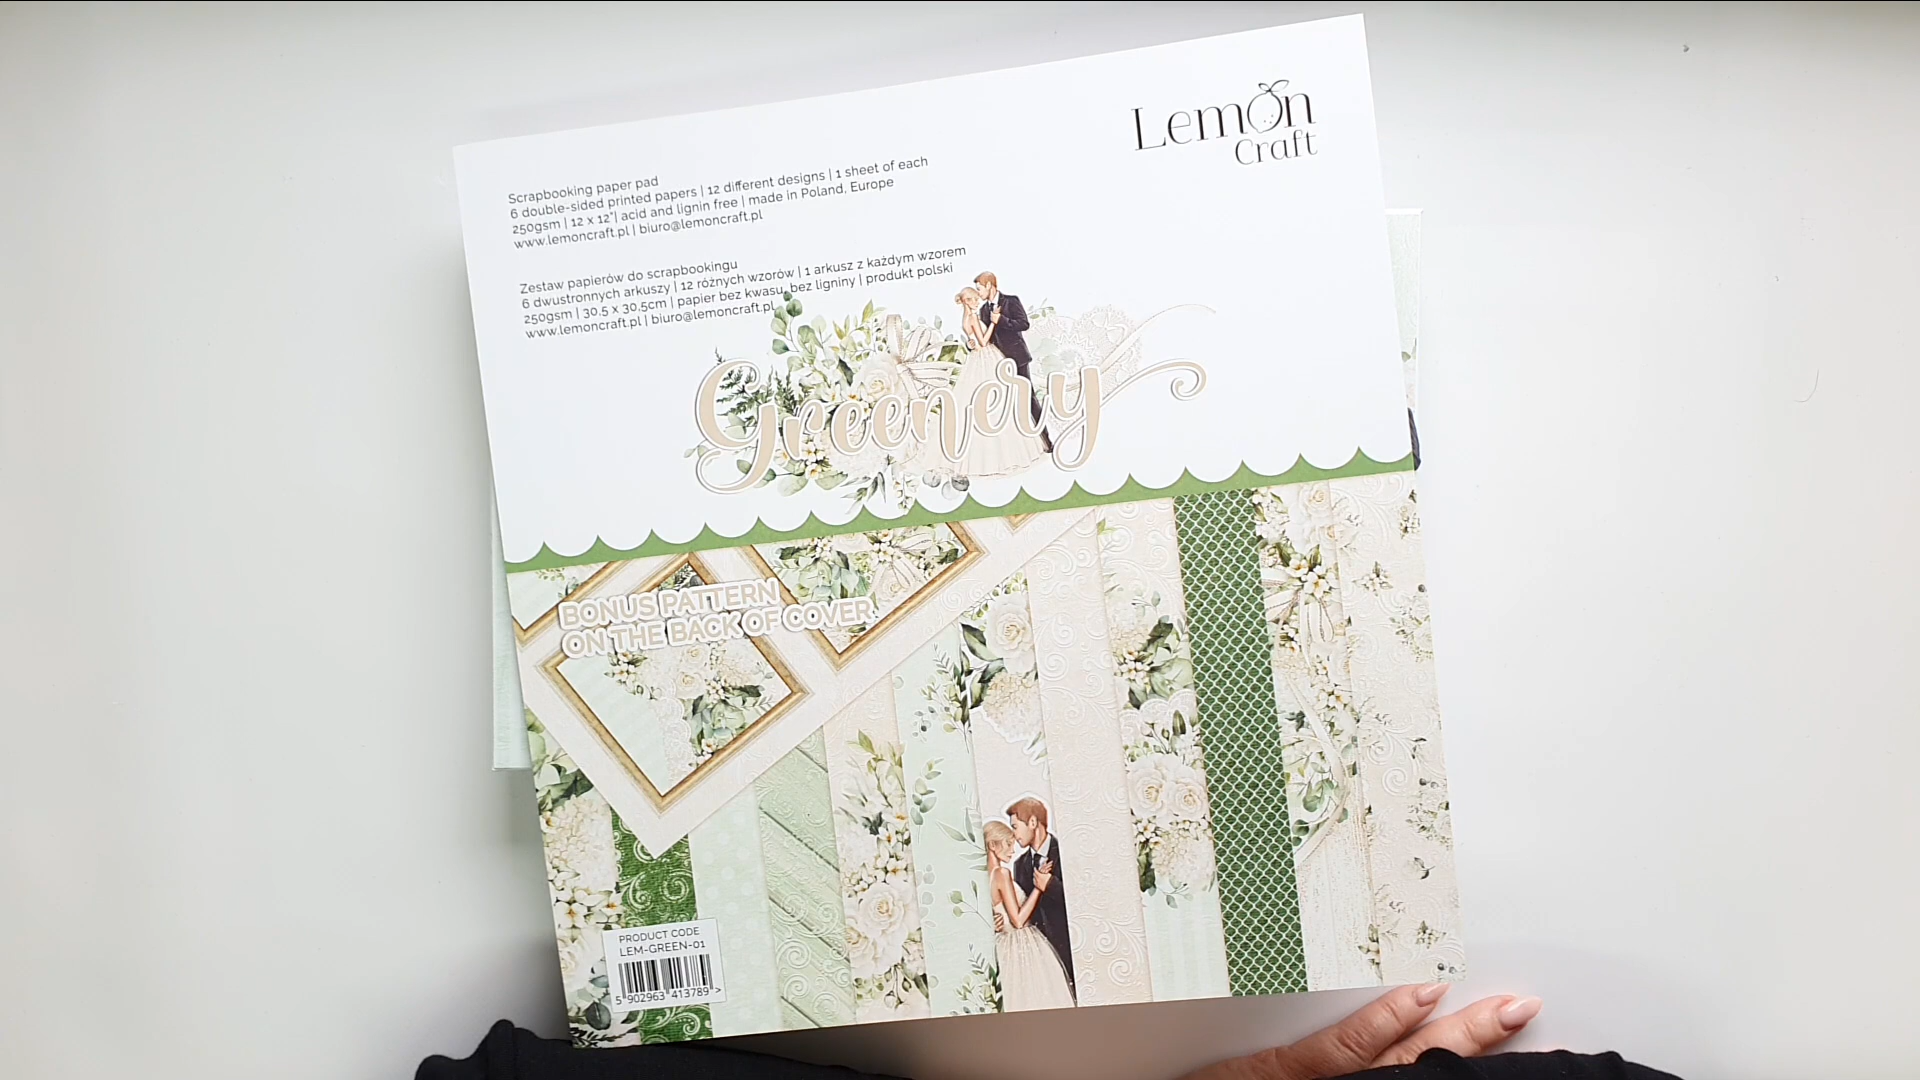 Lemon
Craft
Scrapbooking paper pad
6 double-sided printed papers | 12 different designs | 1 sheet of each
250gsm | 12 x 12"| acid and lignin free | made in Poland, Europe
www.lemoncraft.pl | biuro@lemoncraft.pl
Zestaw papierów do scrapbookingu
6 dwustronnych arkuszy | 12 różnych wzorów | 1 arkusz z każdym wzorem
250gsm | 30,5 x 30,5cm | papier bez kwasu, bez ligniny | produkt polski
www.lemoncraft.pl | biuro@lemoncraft.pl
Greenery
BONUS PATTERN
ON THE BACK OF COVER
PRODUCT CODE
LEM-GREEN-01
5 902963 413789 >